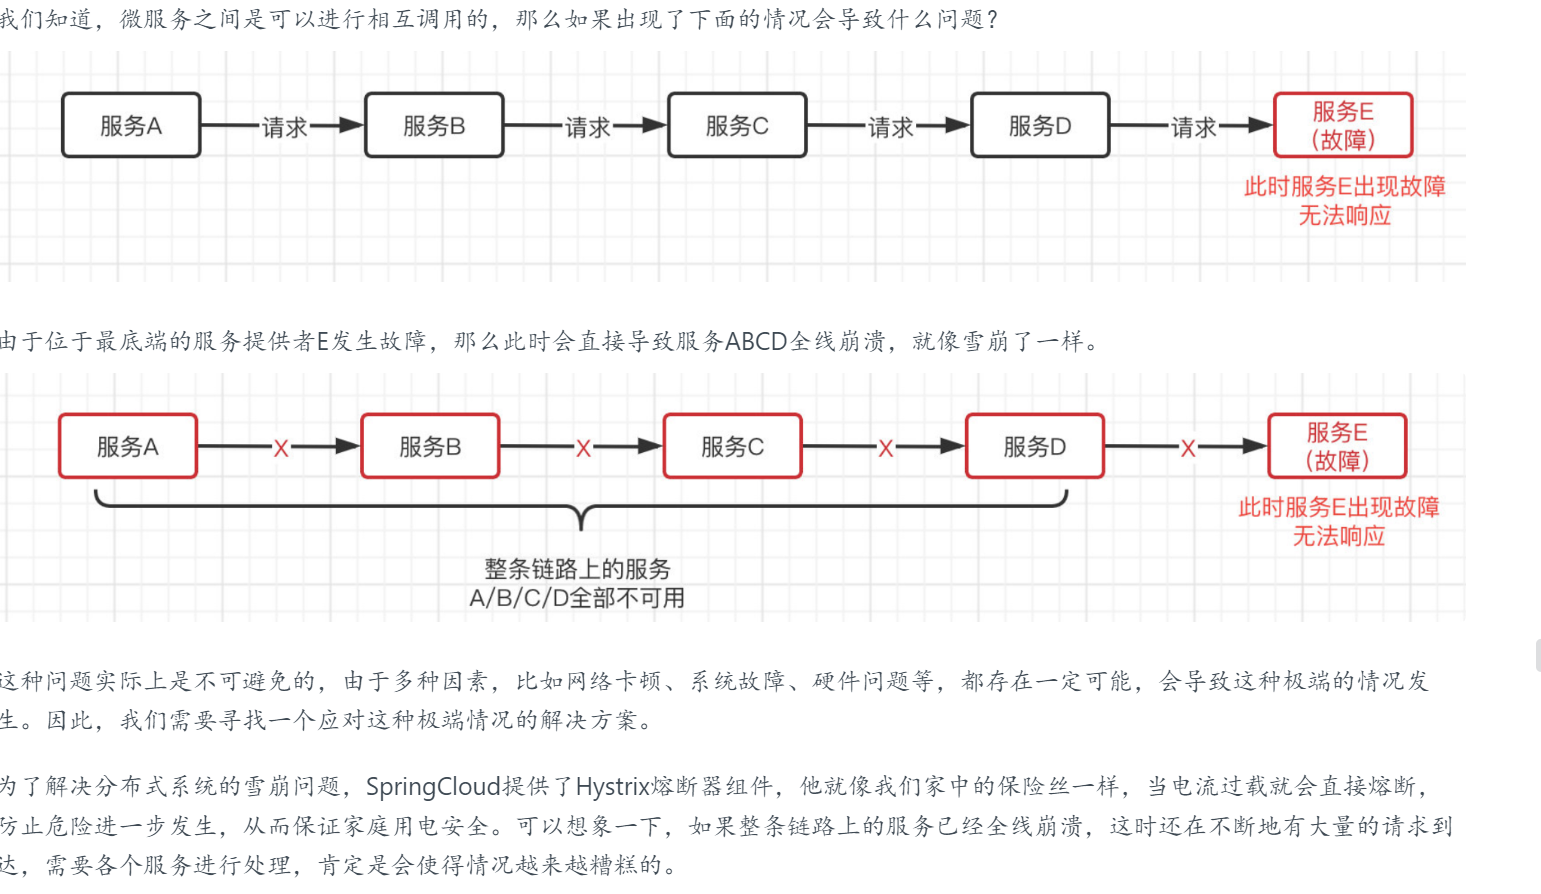 我们知道，微服务之间是可以进行相互调用的，那么如果出现了下面的情况会导致什么问题？
服务A 请求 服务B 请求 服务C 请求 服务D 请求 服务E
（故障）
此时服务E出现故障
无法响应
由于位于最底端的服务提供者E发生故障，那么此时会直接导致服务ABCD全线崩溃，就像雪崩了一样。
服务A X 服务B X 服务C X 服务D X 服务E
（故障）
此时服务E出现故障
无法响应
整条链路上的服务
A/B/C/D全部不可用
这种问题实际上是不可避免的，由于多种因素，比如网络卡顿、系统故障、硬件问题等，都存在一定可能，会导致这种极端的情况发
生。因此，我们需要寻找一个应对这种极端情况的解决方案。
为了解决分布式系统的雪崩问题，SpringCloud提供了Hystrix熔断器组件，他就像我们家中的保险丝一样，当电流过载就会直接熔断，
防止危险进一步发生，从而保证家庭用电安全。可以想象一下，如果整条链路上的服务已经全线崩溃，这时还在不断地有大量的请求到
达，需要各个服务进行处理，肯定是会使得情况越来越糟糕的。